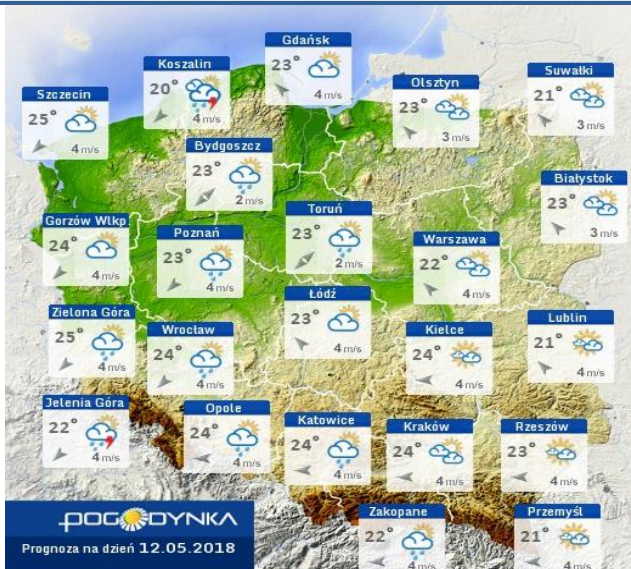 Gdańsk
23°
4 m/s
Koszalin
20°
4 m/s
Olsztyn
23°
3 m/s
Suwałki
21°
3 m/s
Szczecin
25°
4 m/s
Bydgoszcz
23°
2 m/s
Białystok
23°
3 m/s
Gorzów Wlkp
24°
4 m/s
Poznań
23°
4 m/s
Toruń
23°
2 m/s
Warszawa
22°
4 m/s
Zielona Góra
25°
4 m/s
Wrocław
24°
4 m/s
Łódź
23°
4 m/s
Kielce
24°
4 m/s
Lublin
21°
4 m/s
Jelenia Góra
22°
4 m/s
Opole
24°
4 m/s
Katowice
24°
4 m/s
Kraków
24°
4 m/s
Rzeszów
23°
4 m/s
Zakopane
22°
4 m/s
Przemyśl
21°
4 m/s
POGODYNKA
Prognoza na dzień 12.05.2018